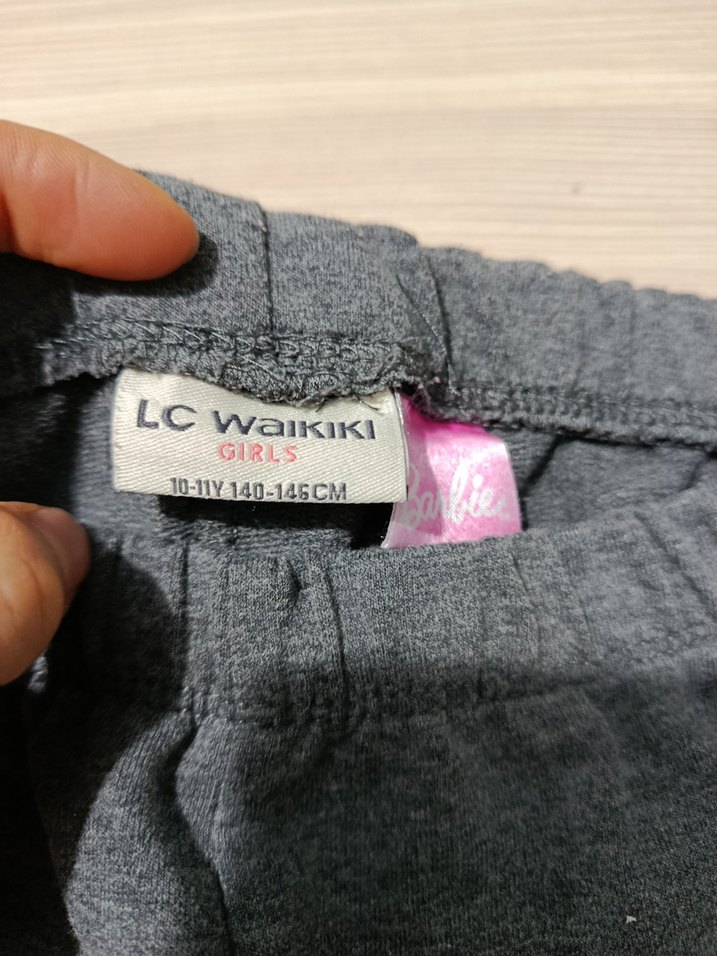 LC WaiKiKi
GIRLS
10-11Y 140-146CM
Barbie